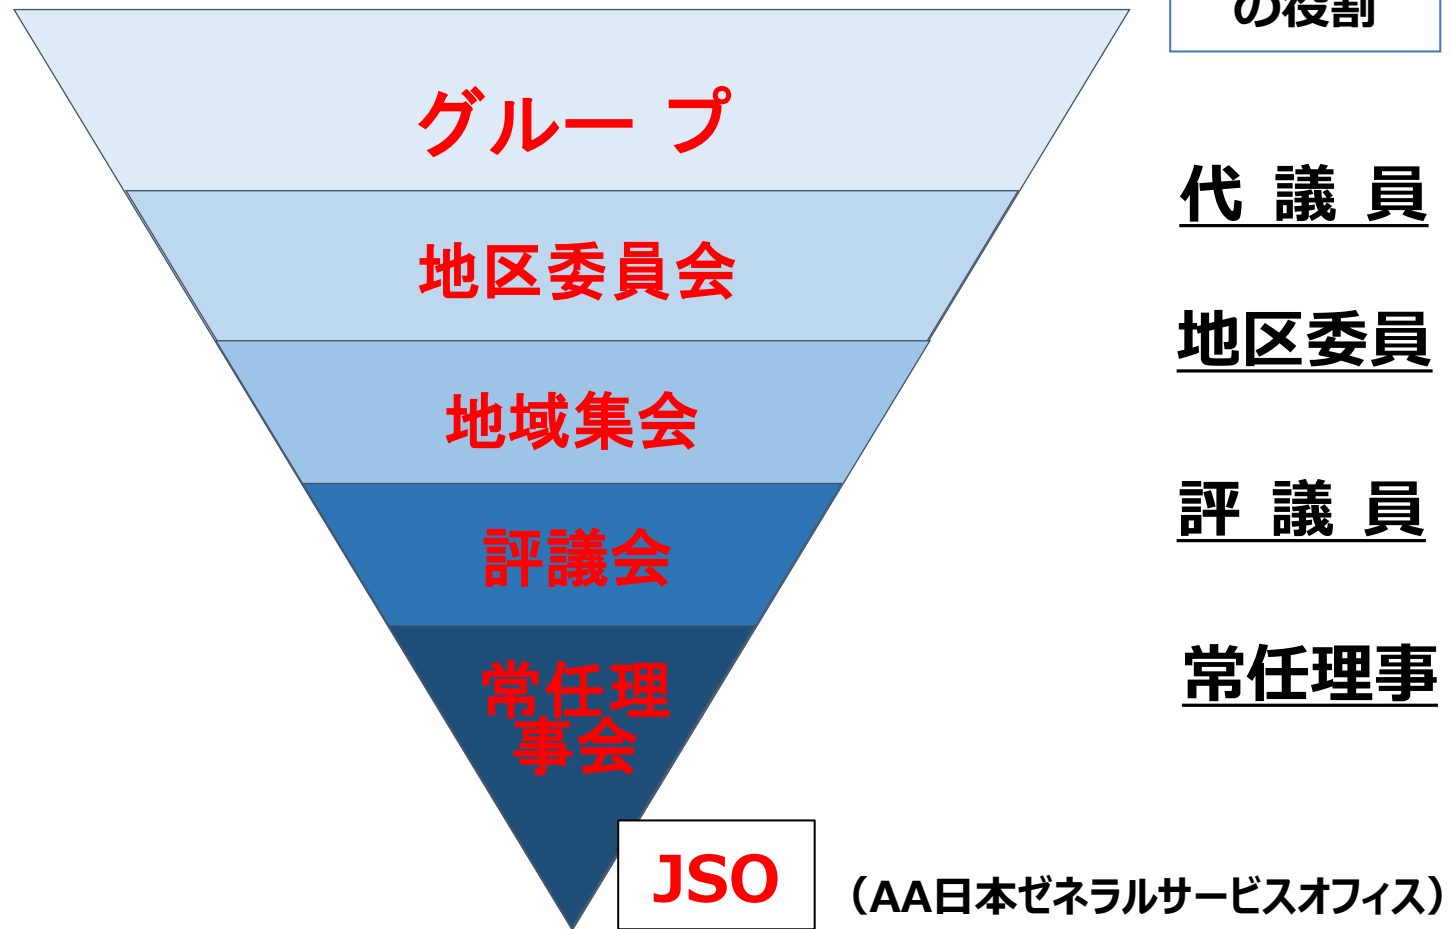 の役割
グループ
代議員
地区委員会
地区委員
地域集会
評議員
評議会
常任理
事会
常任理事
JSO
（AA日本ゼネラルサービスオフィス）